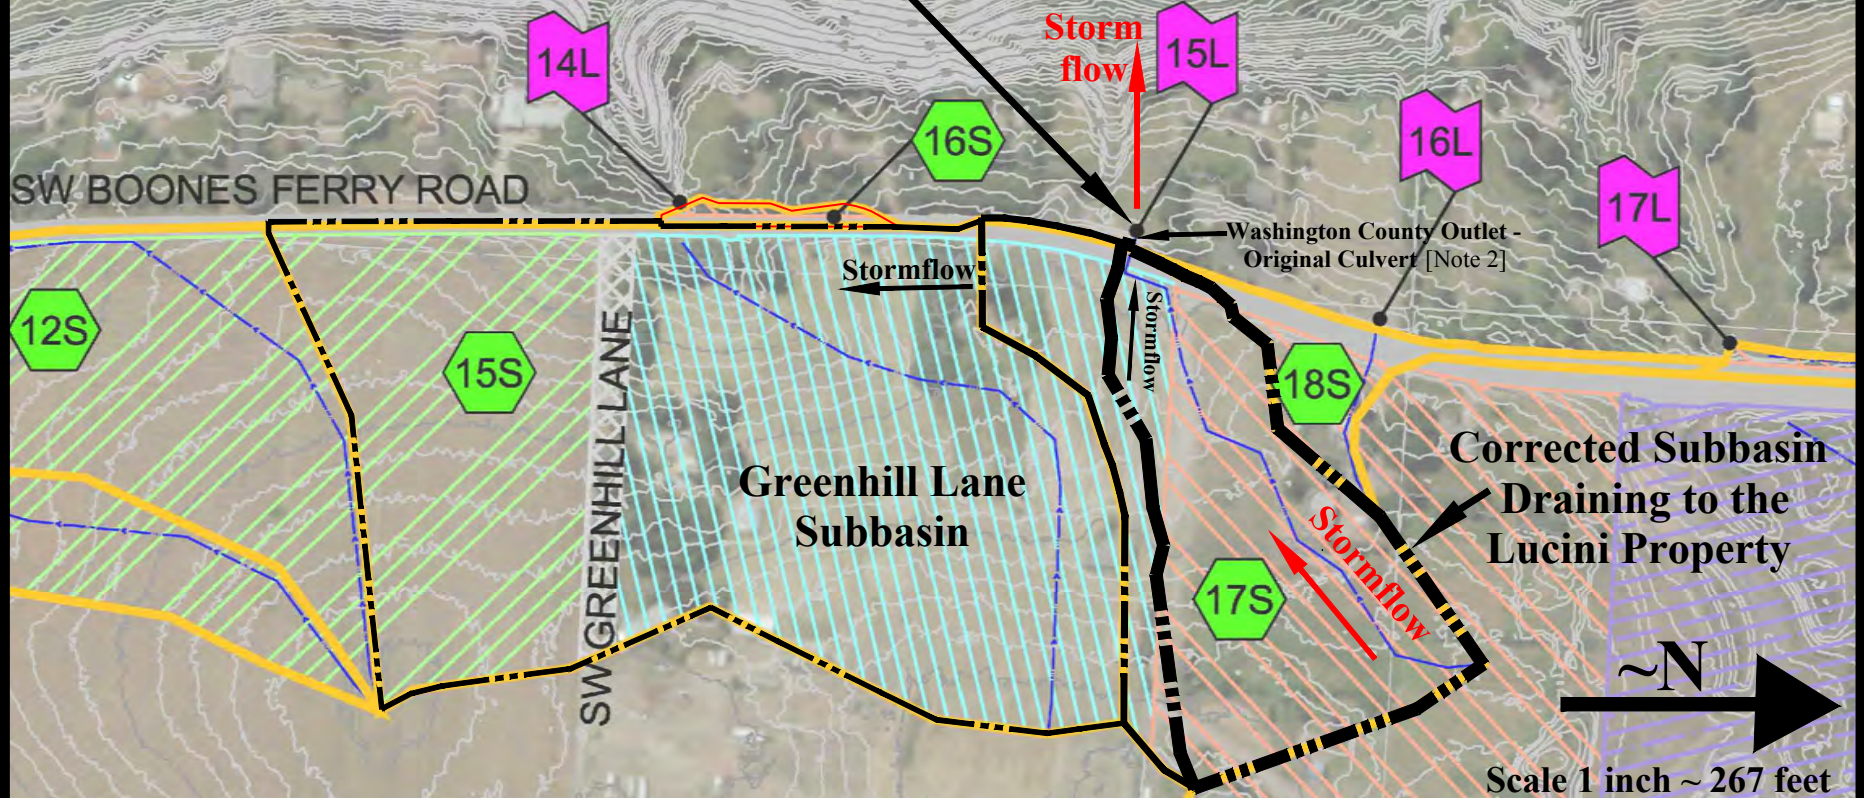 Storm
flow
14L
15L
16S
16L
17L
SW BOONES FERRY ROAD
Washington County Outlet -
Original Culvert [Note 2]
Stormflow
Stormflow
12S
15S
18S
SW GREENHILL LANE
Greenhill Lane
Subbasin
Corrected Subbasin
Draining to the
Lucini Property
Stormflow
17S
~N
Scale 1 inch ~ 267 feet